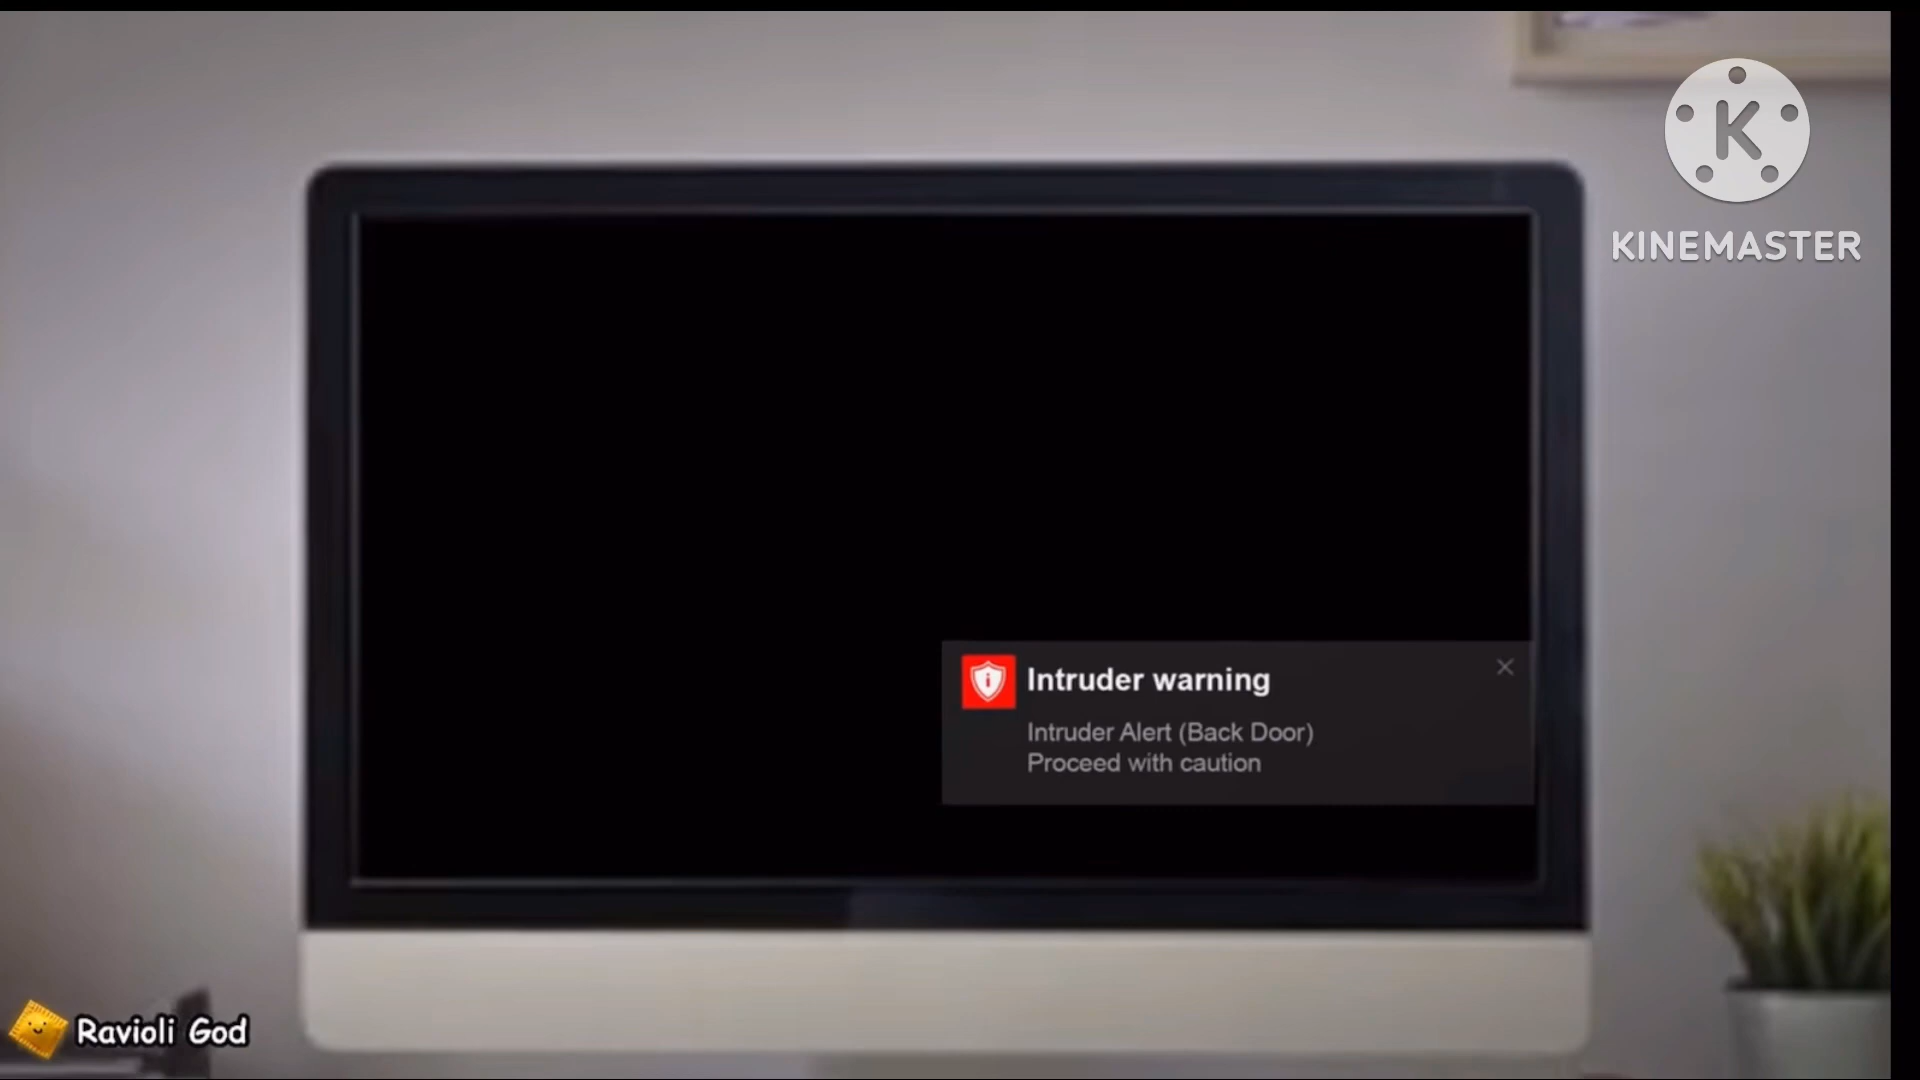 K
KINEMASTER
Intruder warning
Intruder Alert (Back Door)
Proceed with caution
Ravioli God